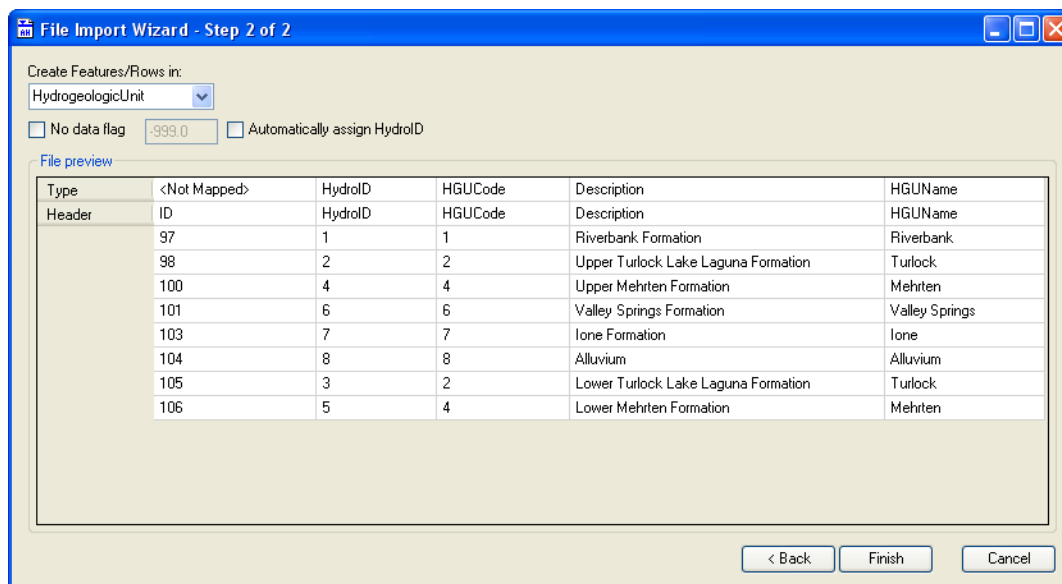 File Import Wizard - Step 2 of 2
Create Features/Rows in:
HydrogeologicUnit
No data flag -999.0 Automatically assign HydroID
File preview
Type <Not Mapped> HydroID HGUCode Description HGUName
Header ID HydroID HGUCode Description HGUName
97 1 1 Riverbank Formation Riverbank
98 2 2 Upper Turlock Lake Laguna Formation Turlock
100 4 4 Upper Mehrten Formation Mehrten
101 6 6 Valley Springs Formation Valley Springs
103 7 7 Ione Formation Ione
104 8 8 Alluvium Alluvium
105 3 2 Lower Turlock Lake Laguna Formation Turlock
106 5 4 Lower Mehrten Formation Mehrten
< Back Finish Cancel